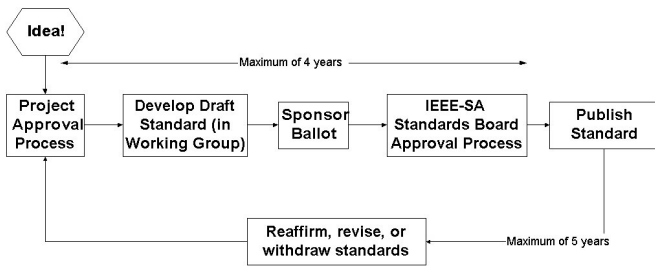 Idea!
Maximum of 4 years
Project
Approval
Process
Develop Draft
Standard (in
Working Group)
Sponsor
Ballot
IEEE-SA
Standards Board
Approval Process
Publish
Standard
Reaffirm, revise, or
withdraw standards
Maximum of 5 years